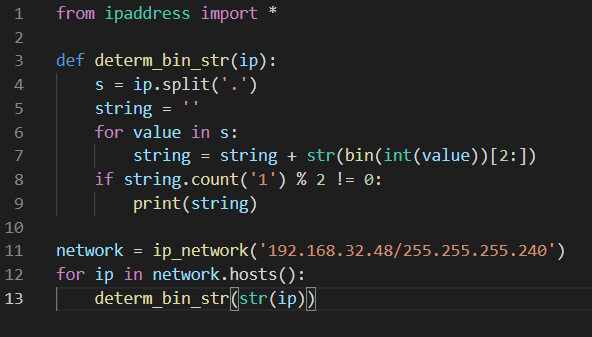 1 from ipaddress import *
2
3 def determ_bin_str(ip):
4     s = ip.split('.')
5     string = ''
6     for value in s:
7         string = string + str(bin(int(value))[2:])
8     if string.count('1') % 2 != 0:
9         print(string)
10
11 network = ip_network('192.168.32.48/255.255.255.240')
12 for ip in network.hosts():
13     determ_bin_str(str(ip))